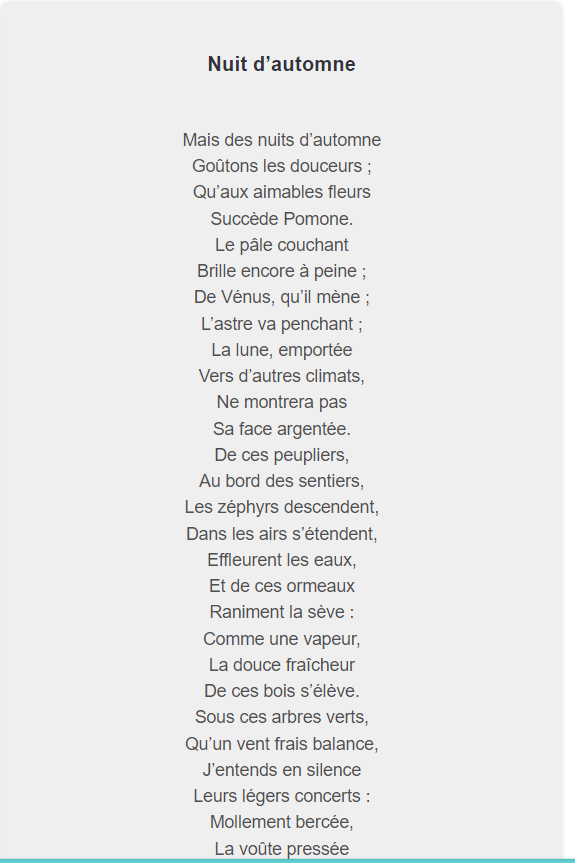 Nuit d’automne
Mais des nuits d’automne
Goûtons les douceurs ;
Qu’aux aimables fleurs
Succède Pomone.
Le pâle couchant
Brille encore à peine ;
De Vénus, qu’il mène ;
L’astre va penchant ;
La lune, emportée
Vers d’autres climats,
Ne montrera pas
Sa face argentée.
De ces peupliers,
Au bord des sentiers,
Les zéphyrs descendent,
Dans les airs s’étendent,
Effleurent les eaux,
Et de ces ormeaux
Raniment la sève :
Comme une vapeur,
La douce fraîcheur
De ces bois s’élève.
Sous ces arbres verts,
Qu’un vent frais balance,
J’entends en silence
Leurs légers concerts :
Mollement bercée,
La voûte pressée